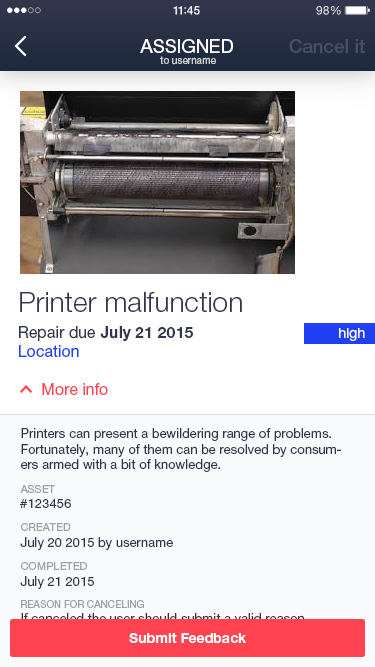 11:45
98%
ASSIGNED
to username
Cancel it
Printer malfunction
Repair due July 21 2015
high
Location
More info
Printers can present a bewildering range of problems.
Fortunately, many of them can be resolved by consum-
ers armed with a bit of knowledge.
ASSET
#123456
CREATED
July 20 2015 by username
COMPLETED
July 21 2015
REASON FOR CANCELING
If canceled the user should submit a valid reason
Submit Feedback